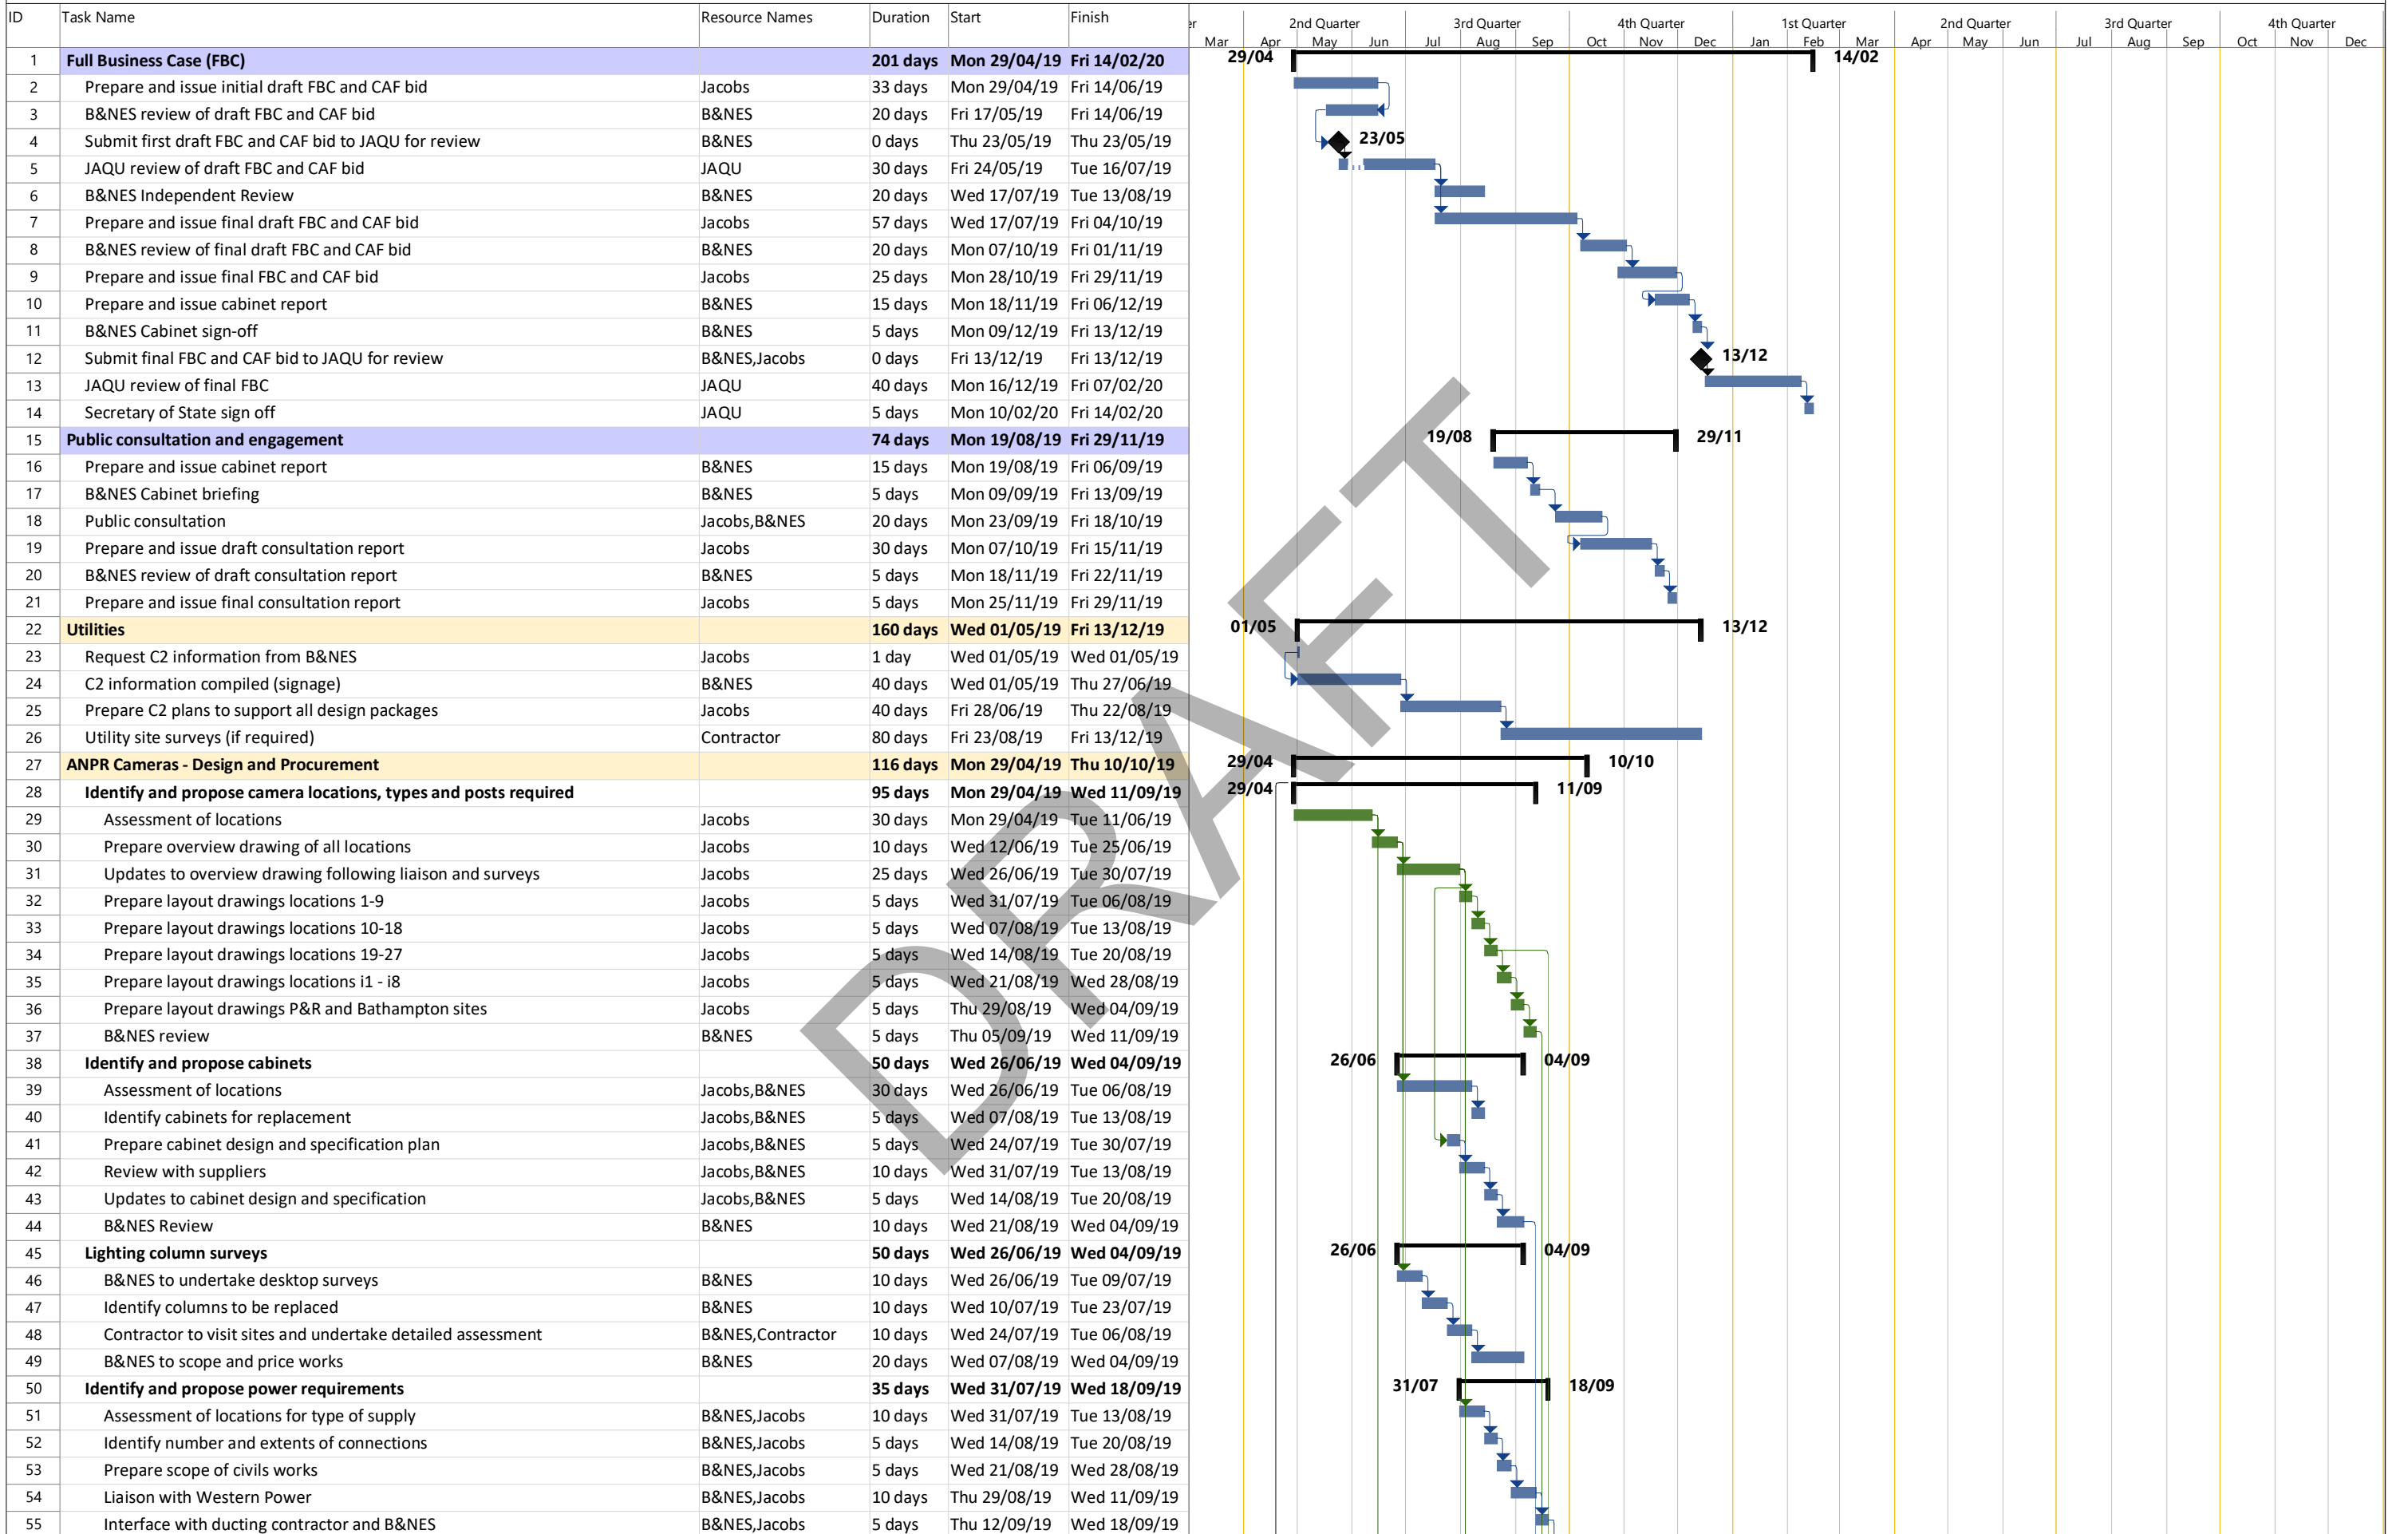 ID Task Name Resource Names Duration Start Finish
er 2nd Quarter 3rd Quarter 4th Quarter 1st Quarter 2nd Quarter 3rd Quarter 4th Quarter
Mar Apr May Jun Jul Aug Sep Oct Nov Dec Jan Feb Mar Apr May Jun Jul Aug Sep Oct Nov Dec
1 Full Business Case (FBC) 201 days Mon 29/04/19 Fri 14/02/20 29/04 14/02
2 Prepare and issue initial draft FBC and CAF bid Jacobs 33 days Mon 29/04/19 Fri 14/06/19
3 B&NES review of draft FBC and CAF bid B&NES 20 days Fri 17/05/19 Fri 14/06/19
4 Submit first draft FBC and CAF bid to JAQU for review B&NES 0 days Thu 23/05/19 Thu 23/05/19 23/05
5 JAQU review of draft FBC and CAF bid JAQU 30 days Fri 24/05/19 Tue 16/07/19
6 B&NES Independent Review B&NES 20 days Wed 17/07/19 Tue 13/08/19
7 Prepare and issue final draft FBC and CAF bid Jacobs 57 days Wed 17/07/19 Fri 04/10/19
8 B&NES review of final draft FBC and CAF bid B&NES 20 days Mon 07/10/19 Fri 01/11/19
9 Prepare and issue final FBC and CAF bid Jacobs 25 days Mon 28/10/19 Fri 29/11/19
10 Prepare and issue cabinet report B&NES 15 days Mon 18/11/19 Fri 06/12/19
11 B&NES Cabinet sign-off B&NES 5 days Mon 09/12/19 Fri 13/12/19
12 Submit final FBC and CAF bid to JAQU for review B&NES,Jacobs 0 days Fri 13/12/19 Fri 13/12/19 13/12
13 JAQU review of final FBC JAQU 40 days Mon 16/12/19 Fri 07/02/20
14 Secretary of State sign off JAQU 5 days Mon 10/02/20 Fri 14/02/20
15 Public consultation and engagement 74 days Mon 19/08/19 Fri 29/11/19 19/08 29/11
16 Prepare and issue cabinet report B&NES 15 days Mon 19/08/19 Fri 06/09/19
17 B&NES Cabinet briefing B&NES 5 days Mon 09/09/19 Fri 13/09/19
18 Public consultation Jacobs,B&NES 20 days Mon 23/09/19 Fri 18/10/19
19 Prepare and issue draft consultation report Jacobs 30 days Mon 07/10/19 Fri 15/11/19
20 B&NES review of draft consultation report B&NES 5 days Mon 18/11/19 Fri 22/11/19
21 Prepare and issue final consultation report Jacobs 5 days Mon 25/11/19 Fri 29/11/19
22 Utilities 160 days Wed 01/05/19 Fri 13/12/19 01/05 13/12
23 Request C2 information from B&NES Jacobs 1 day Wed 01/05/19 Wed 01/05/19
24 C2 information compiled (signage) B&NES 40 days Wed 01/05/19 Thu 27/06/19
25 Prepare C2 plans to support all design packages Jacobs 40 days Fri 28/06/19 Thu 22/08/19
26 Utility site surveys (if required) Contractor 80 days Fri 23/08/19 Fri 13/12/19
27 ANPR Cameras - Design and Procurement 116 days Mon 29/04/19 Thu 10/10/19 29/04 10/10
28 Identify and propose camera locations, types and posts required 95 days Mon 29/04/19 Wed 11/09/19 29/04 11/09
29 Assessment of locations Jacobs 30 days Mon 29/04/19 Tue 11/06/19
30 Prepare overview drawing of all locations Jacobs 10 days Wed 12/06/19 Tue 25/06/19
31 Updates to overview drawing following liaison and surveys Jacobs 25 days Wed 26/06/19 Tue 30/07/19
32 Prepare layout drawings locations 1-9 Jacobs 5 days Wed 31/07/19 Tue 06/08/19
33 Prepare layout drawings locations 10-18 Jacobs 5 days Wed 07/08/19 Tue 13/08/19
34 Prepare layout drawings locations 19-27 Jacobs 5 days Wed 14/08/19 Tue 20/08/19
35 Prepare layout drawings locations i1 - i8 Jacobs 5 days Wed 21/08/19 Wed 28/08/19
36 Prepare layout drawings P&R and Bathampton sites Jacobs 5 days Thu 29/08/19 Wed 04/09/19
37 B&NES review B&NES 5 days Thu 05/09/19 Wed 11/09/19
38 Identify and propose cabinets 50 days Wed 26/06/19 Wed 04/09/19 26/06 04/09
39 Assessment of locations Jacobs,B&NES 30 days Wed 26/06/19 Tue 06/08/19
40 Identify cabinets for replacement Jacobs,B&NES 5 days Wed 07/08/19 Tue 13/08/19
41 Prepare cabinet design and specification plan Jacobs,B&NES 5 days Wed 24/07/19 Tue 30/07/19
42 Review with suppliers Jacobs,B&NES 10 days Wed 31/07/19 Tue 13/08/19
43 Updates to cabinet design and specification Jacobs,B&NES 5 days Wed 14/08/19 Tue 20/08/19
44 B&NES Review B&NES 10 days Wed 21/08/19 Wed 04/09/19
45 Lighting column surveys 50 days Wed 26/06/19 Wed 04/09/19 26/06 04/09
46 B&NES to undertake desktop surveys B&NES 10 days Wed 26/06/19 Tue 09/07/19
47 Identify columns to be replaced B&NES 10 days Wed 10/07/19 Tue 23/07/19
48 Contractor to visit sites and undertake detailed assessment B&NES,Contractor 10 days Wed 24/07/19 Tue 06/08/19
49 B&NES to scope and price works B&NES 20 days Wed 07/08/19 Wed 04/09/19
50 Identify and propose power requirements 35 days Wed 31/07/19 Wed 18/09/19 31/07 18/09
51 Assessment of locations for type of supply B&NES,Jacobs 10 days Wed 31/07/19 Tue 13/08/19
52 Identify number and extents of connections B&NES,Jacobs 5 days Wed 14/08/19 Tue 20/08/19
53 Prepare scope of civils works B&NES,Jacobs 5 days Wed 21/08/19 Wed 28/08/19
54 Liaison with Western Power B&NES,Jacobs 10 days Thu 29/08/19 Wed 11/09/19
55 Interface with ducting contractor and B&NES B&NES,Jacobs 5 days Thu 12/09/19 Wed 18/09/19
DRAFT